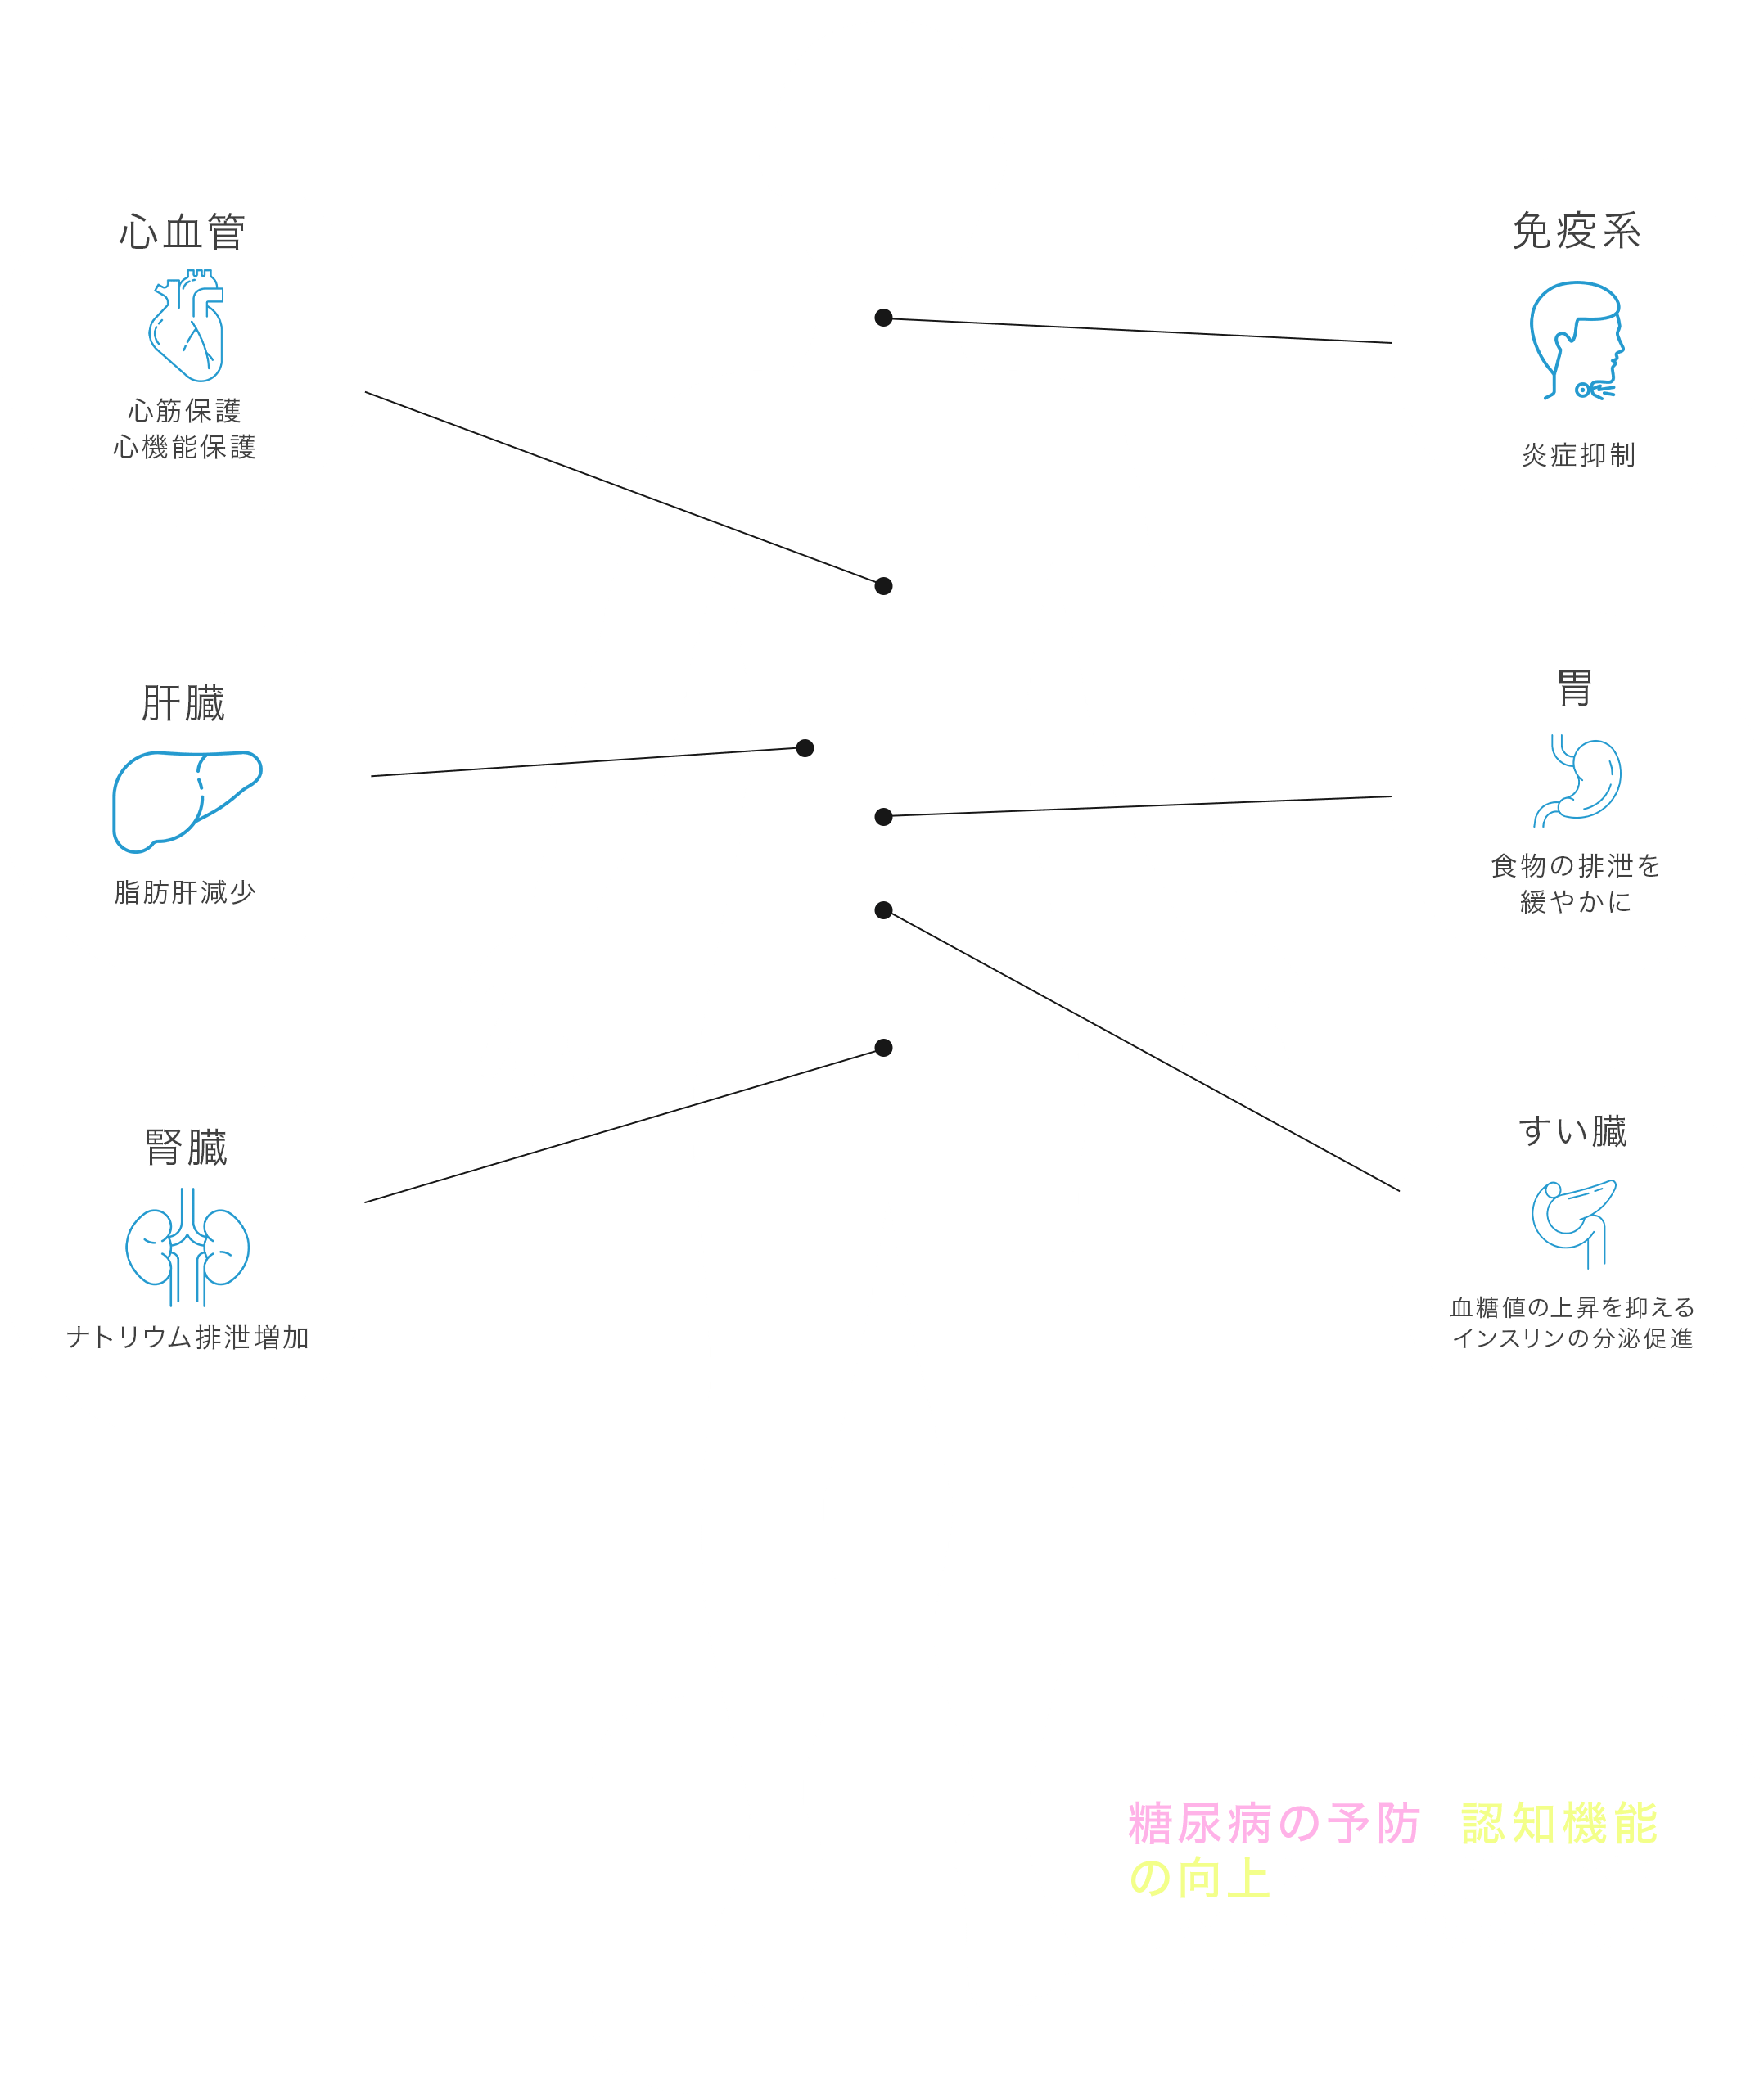 心血管
心筋保護
心機能保護
免疫系
炎症抑制
肝臓
脂肪肝減少
胃
食物の排泄を
緩やかに
腎臓
ナトリウム排泄増加
すい臓
血糖値の上昇を抑える
インスリンの分泌促進
糖尿病の予防 認知機能
の向上